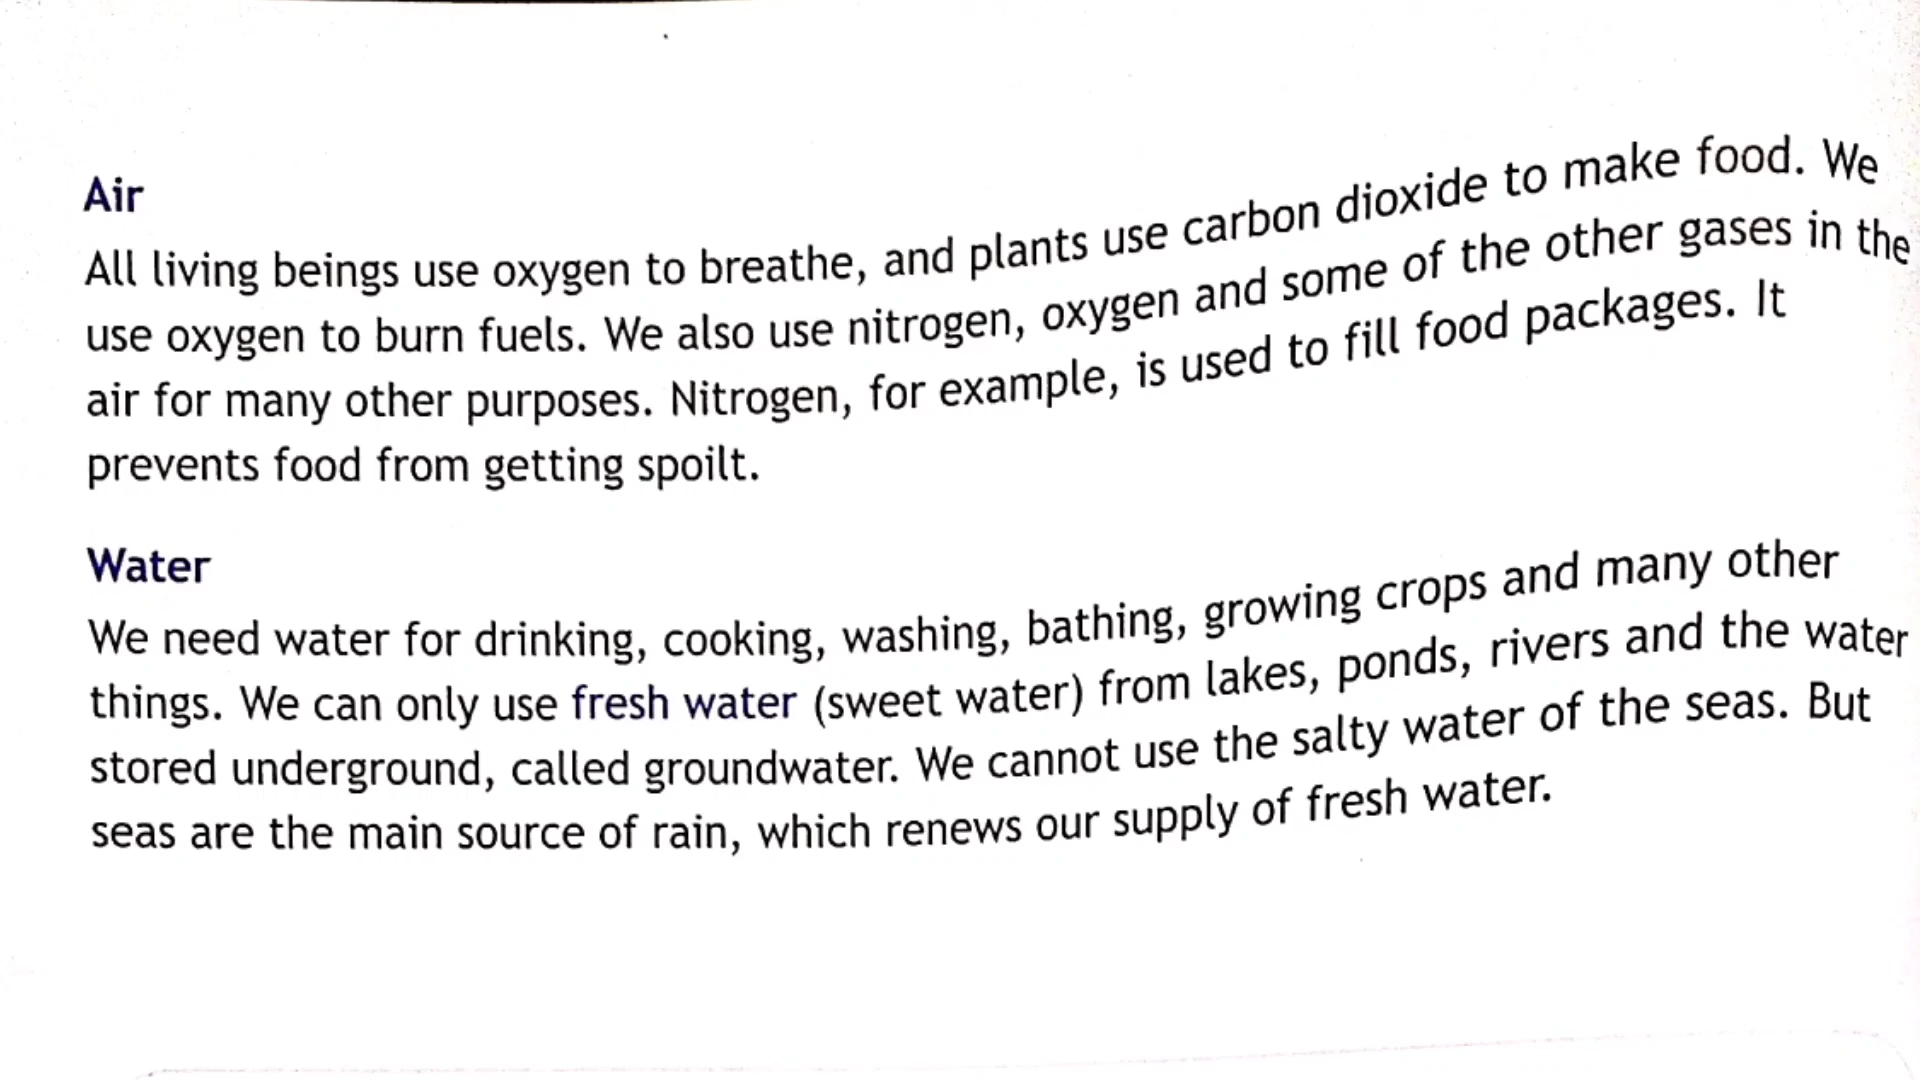 Air
All living beings use oxygen to breathe, and plants use carbon dioxide to make food. We
use oxygen to burn fuels. We also use nitrogen, oxygen and some of the other gases in the
air for many other purposes. Nitrogen, for example, is used to fill food packages. It
prevents food from getting spoilt.
Water
We need water for drinking, cooking, washing, bathing, growing crops and many other
things. We can only use fresh water (sweet water) from lakes, ponds, rivers and the water
stored underground, called groundwater. We cannot use the salty water of the seas. But
seas are the main source of rain, which renews our supply of fresh water.